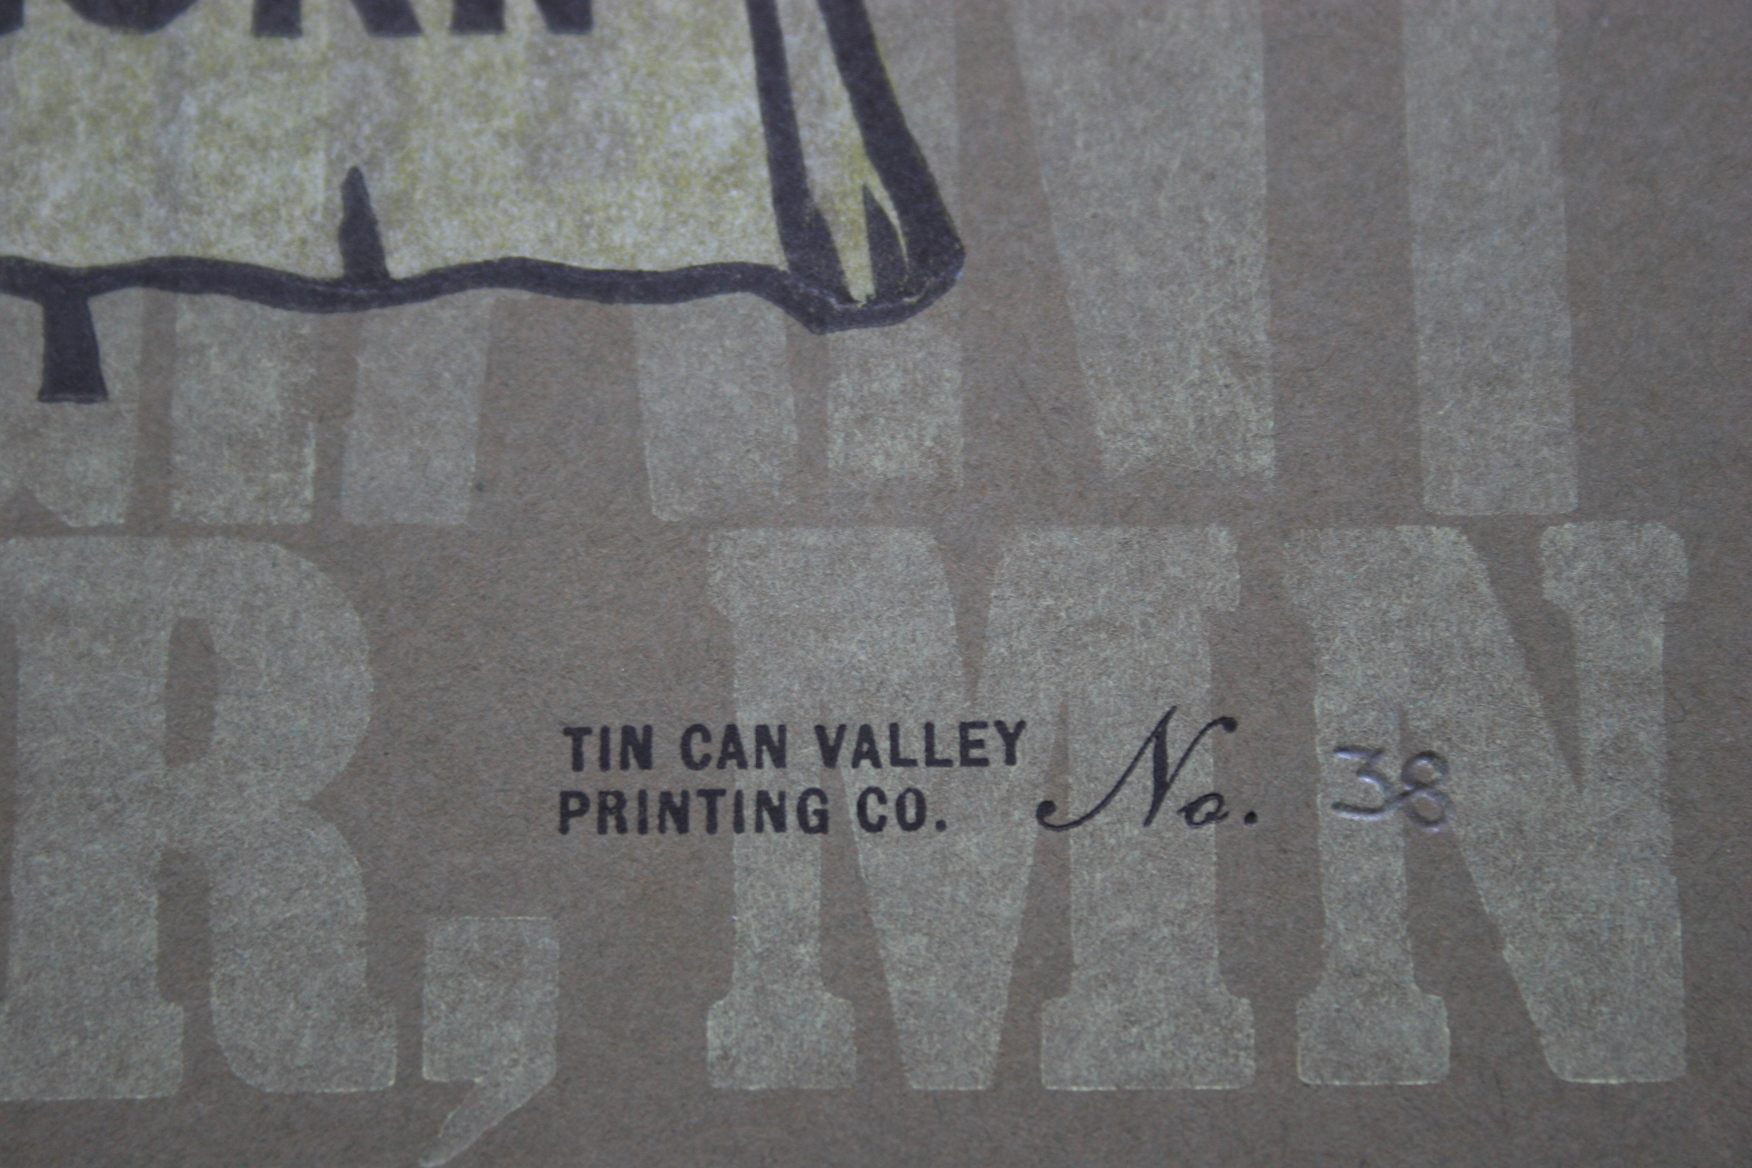 R, MN
TIN CAN VALLEY
PRINTING CO. No. 38